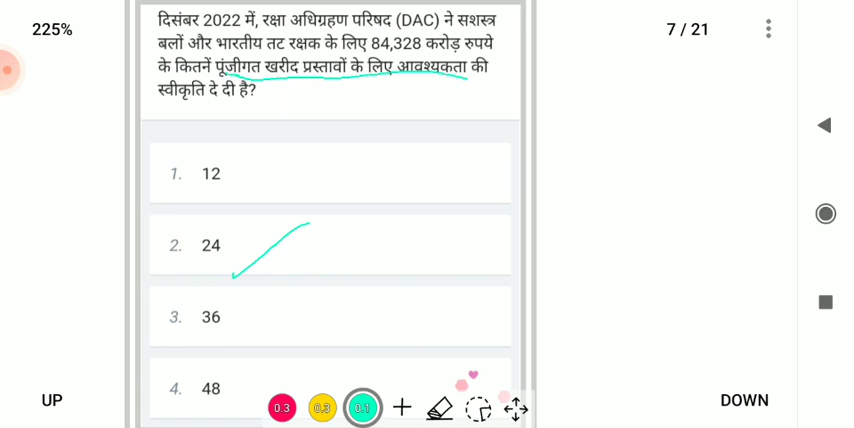 225%
7 / 21
दिसंबर 2022 में, रक्षा अधिग्रहण परिषद (DAC) ने सशस्त्र
बलों और भारतीय तट रक्षक के लिए 84,328 करोड़ रुपये
के कितनें पूंजीगत खरीद प्रस्तावों के लिए आवश्यकता की
स्वीकृति दे दी है?
1. 12
2. 24
3. 36
4. 48
0.3 0.3 0.1
UP
DOWN